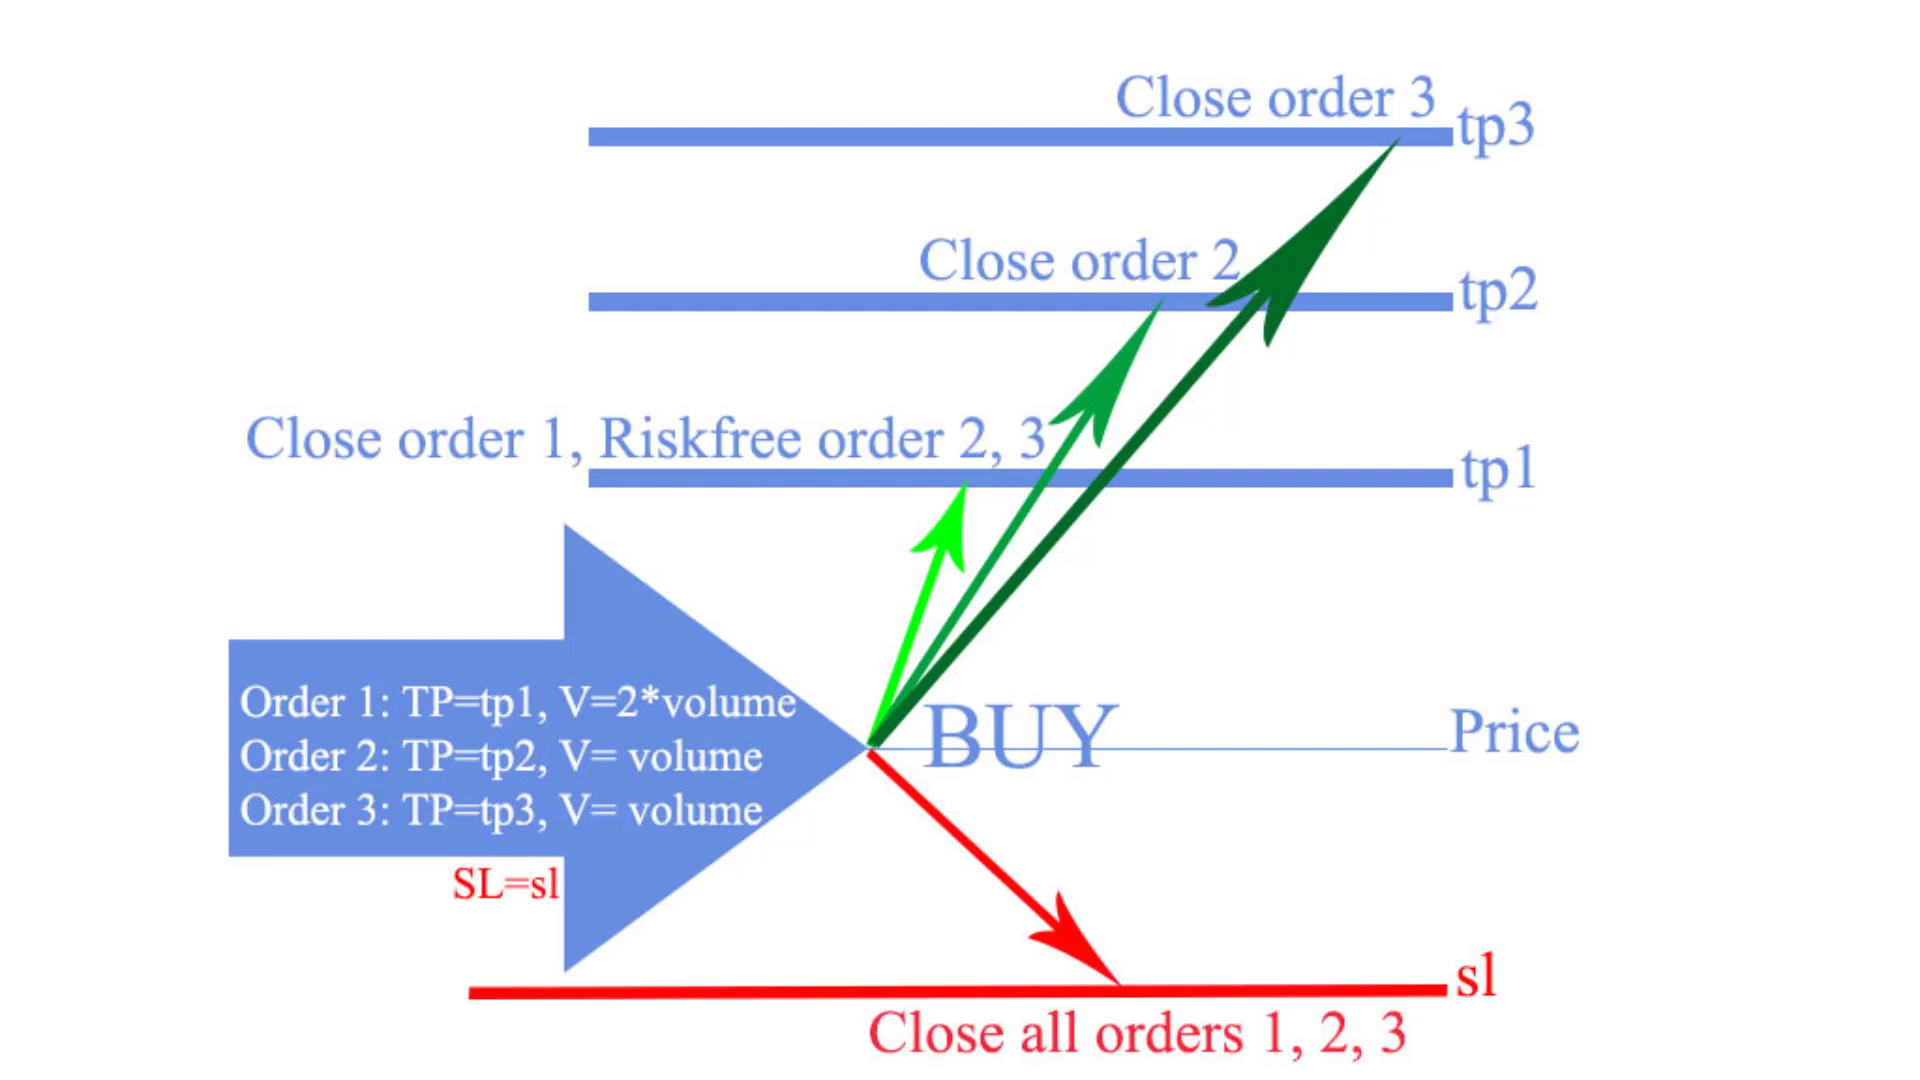 Close order 3
tp3
Close order 2
tp2
Close order 1, Riskfree order 2, 3
tp1
Order 1: TP=tp1, V=2*volume
Order 2: TP=tp2, V= volume
Order 3: TP=tp3, V= volume
BUY
Price
SL=sl
sl
Close all orders 1, 2, 3